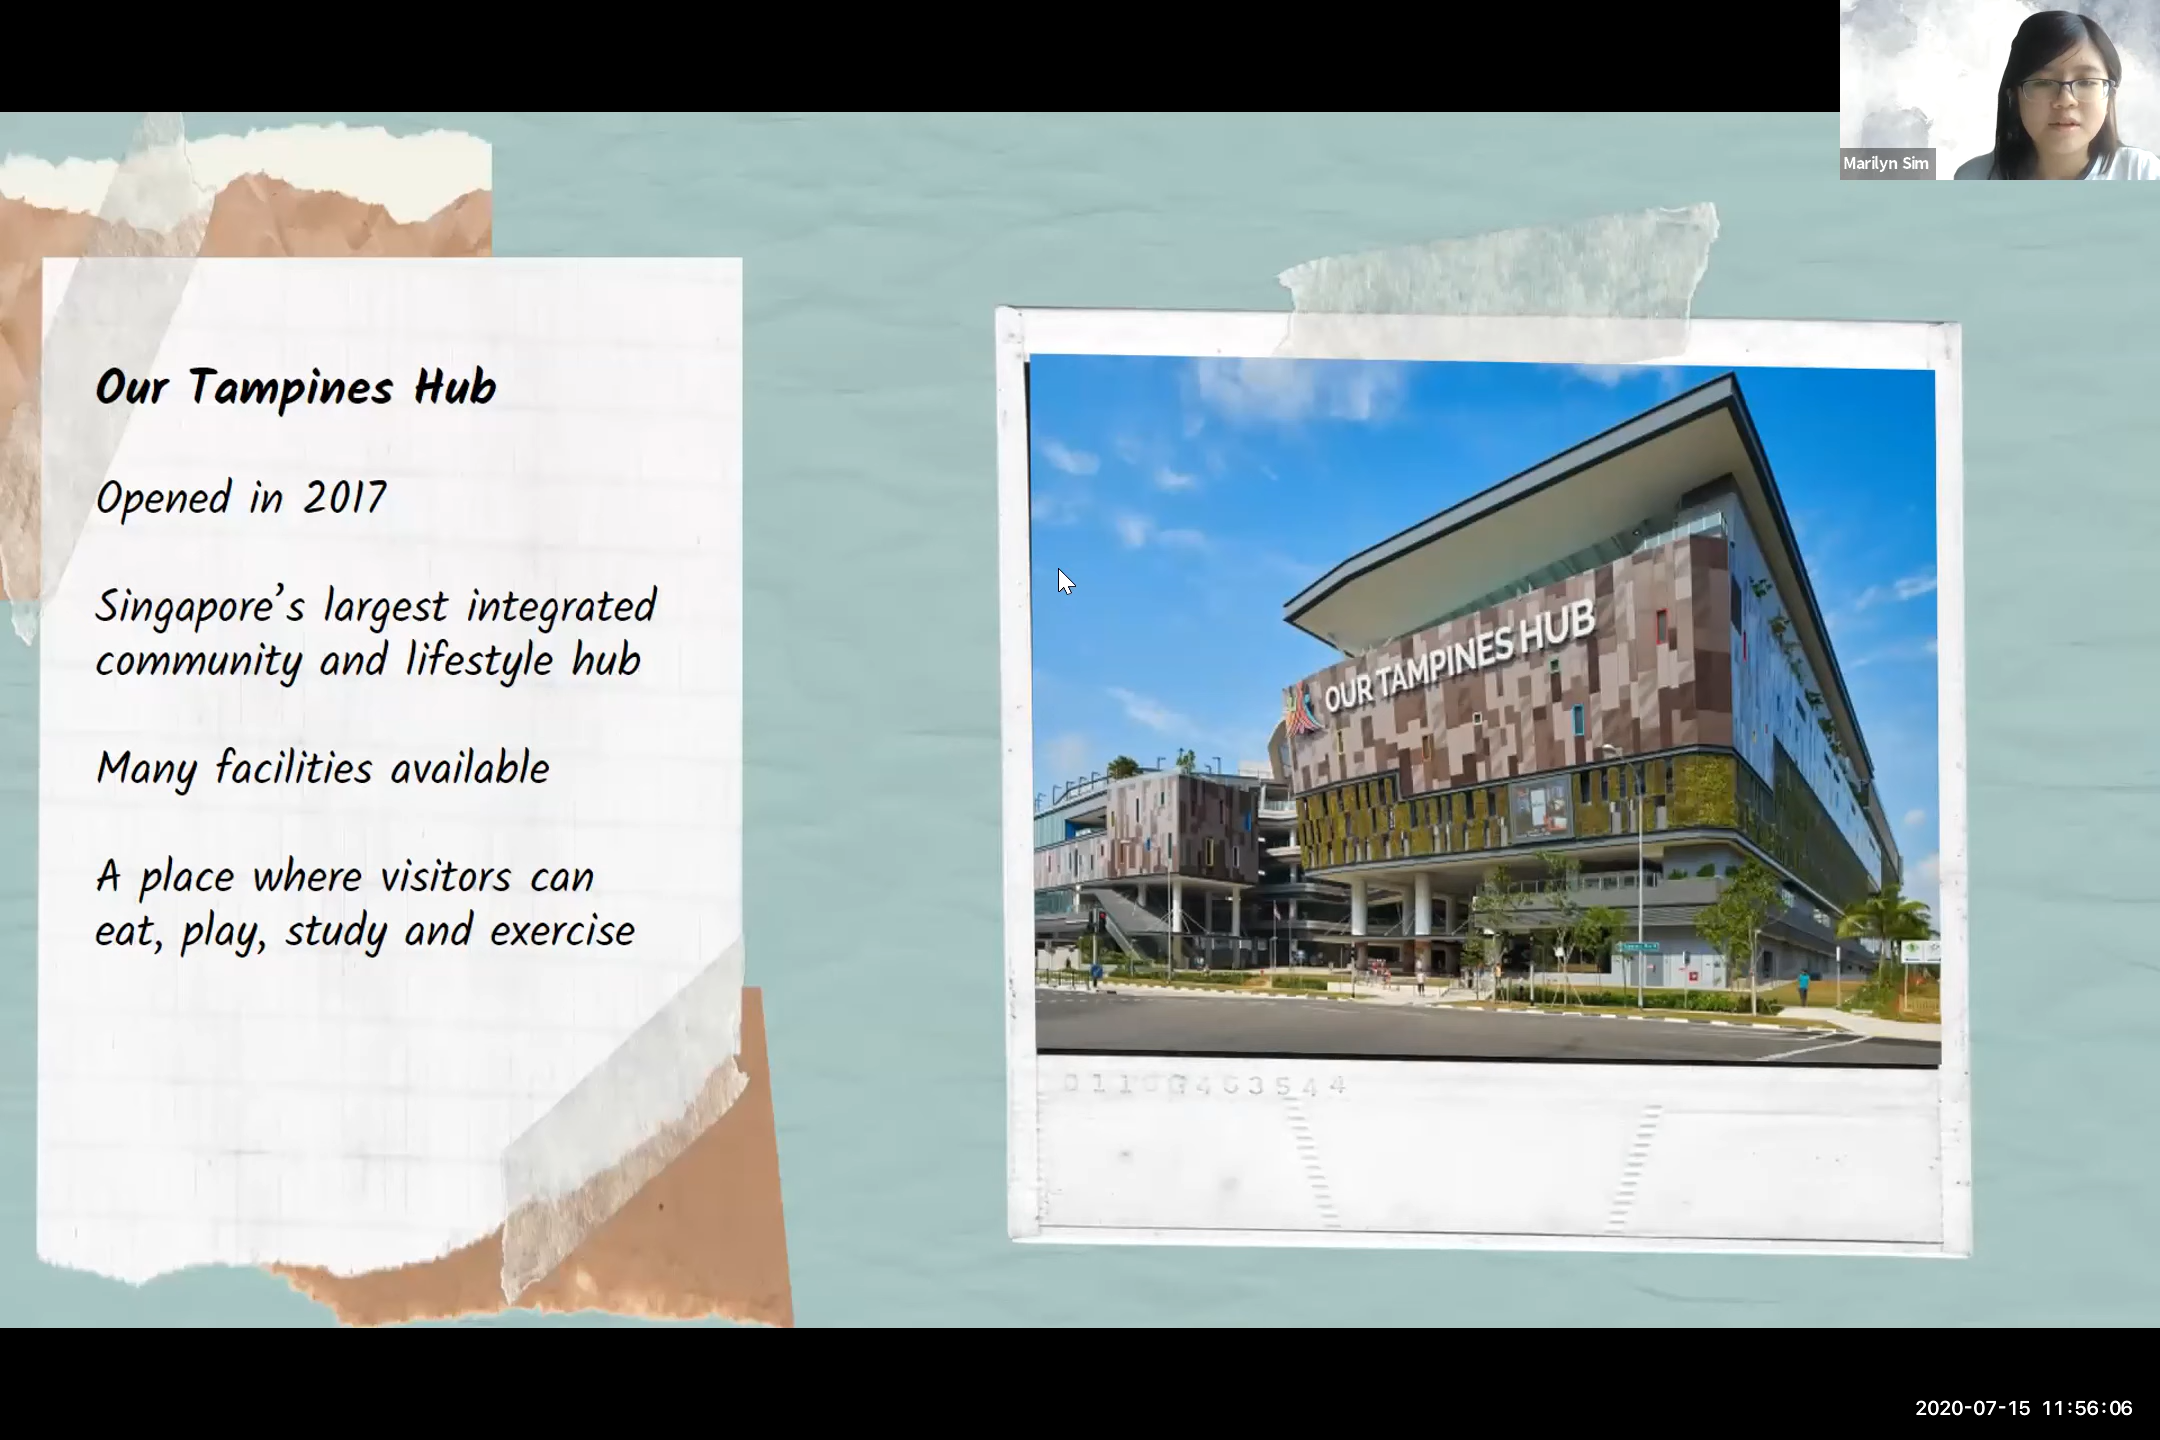 Marilyn Sim
Our Tampines Hub
Opened in 2017
Singapore's largest integrated
community and lifestyle hub
Many facilities available
A place where visitors can
eat, play, study and exercise
OUR TAMPINES HUB
2020-07-15 11:56:06